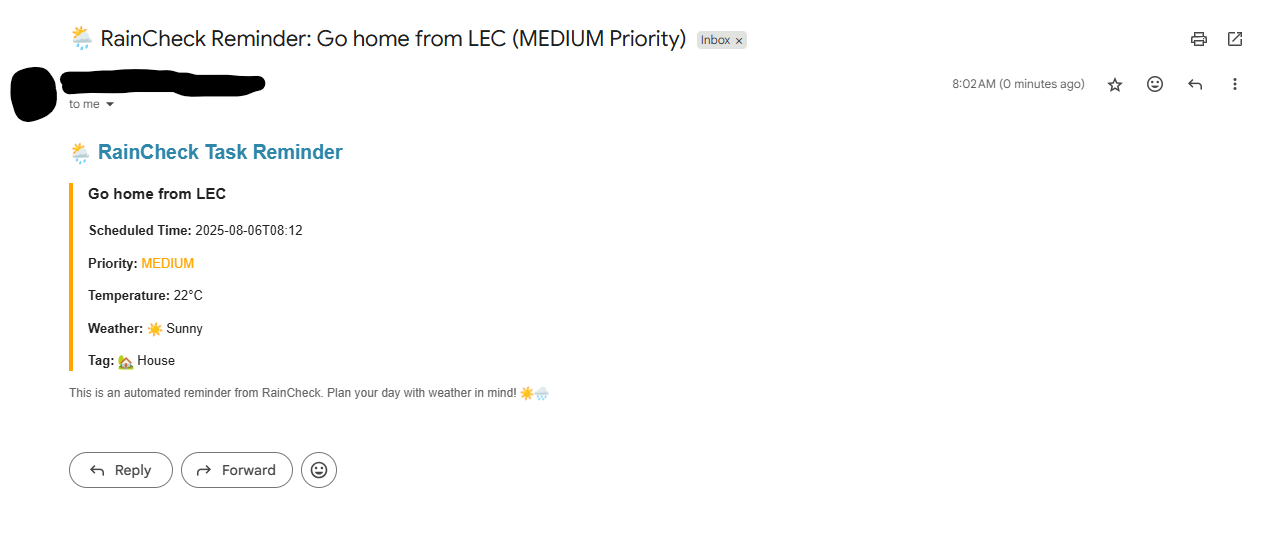 🌦️ RainCheck Reminder: Go home from LEC (MEDIUM Priority) Inbox ×
8:02 AM (0 minutes ago)
to me
🌦️ RainCheck Task Reminder
Go home from LEC
Scheduled Time: 2025-08-06T08:12
Priority: MEDIUM
Temperature: 22°C
Weather: ☀️ Sunny
Tag: 🏡 House
This is an automated reminder from RainCheck. Plan your day with weather in mind! ☀️🌧️
Reply Forward